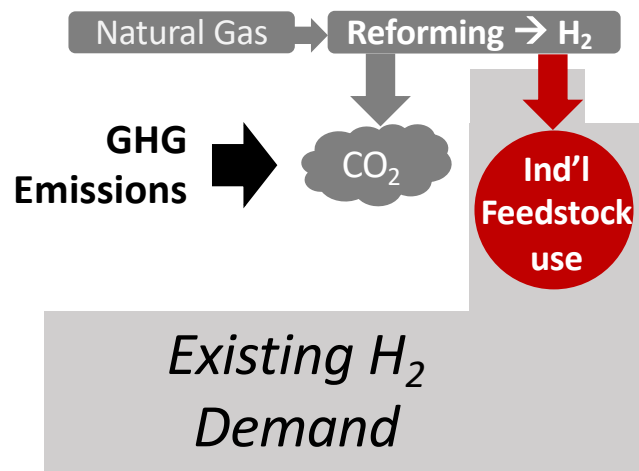 Natural Gas
Reforming → H₂
GHG
Emissions
CO₂
Ind'l
Feedstock
use
Existing H₂
Demand